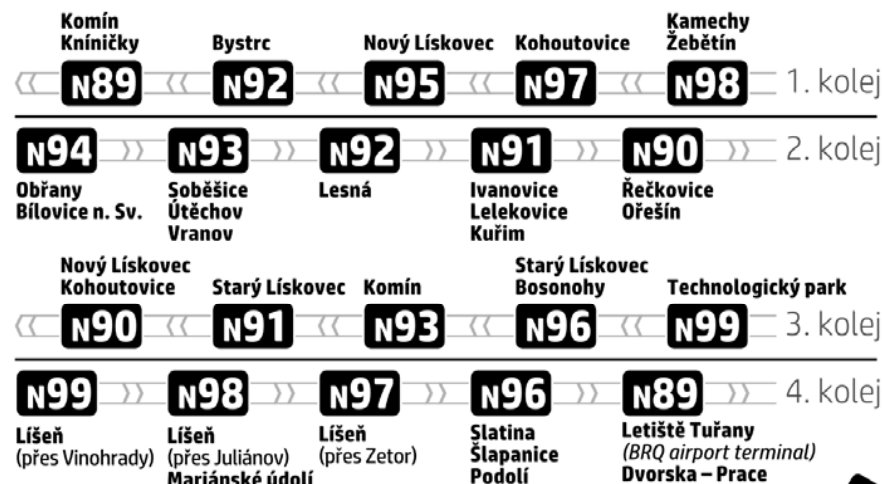 Komín Kamechy
Kníničky Bystrc Nový Lískovec Kohoutovice Žebětín
N89 N92 N95 N97 N98 1. kolej
N94 N93 N92 N91 N90 2. kolej
Obřany Soběšice Lesná Ivanovice Řečkovice
Bílovice n. Sv. Útěchov Lelekovice Ořešín
Vranov Kuřim
Nový Lískovec Starý Lískovec
Kohoutovice Starý Lískovec Komín Bosonohy Technologický park
N90 N91 N93 N96 N99 3. kolej
N99 N98 N97 N96 N89 4. kolej
Líšeň Líšeň Líšeň Slatina Letiště Tuřany
(přes Vinohrady) (přes Juliánov) (přes Zetor) Šlapanice (BRQ airport terminal)
Mariánské údolí Podolí Dvorska – Prace